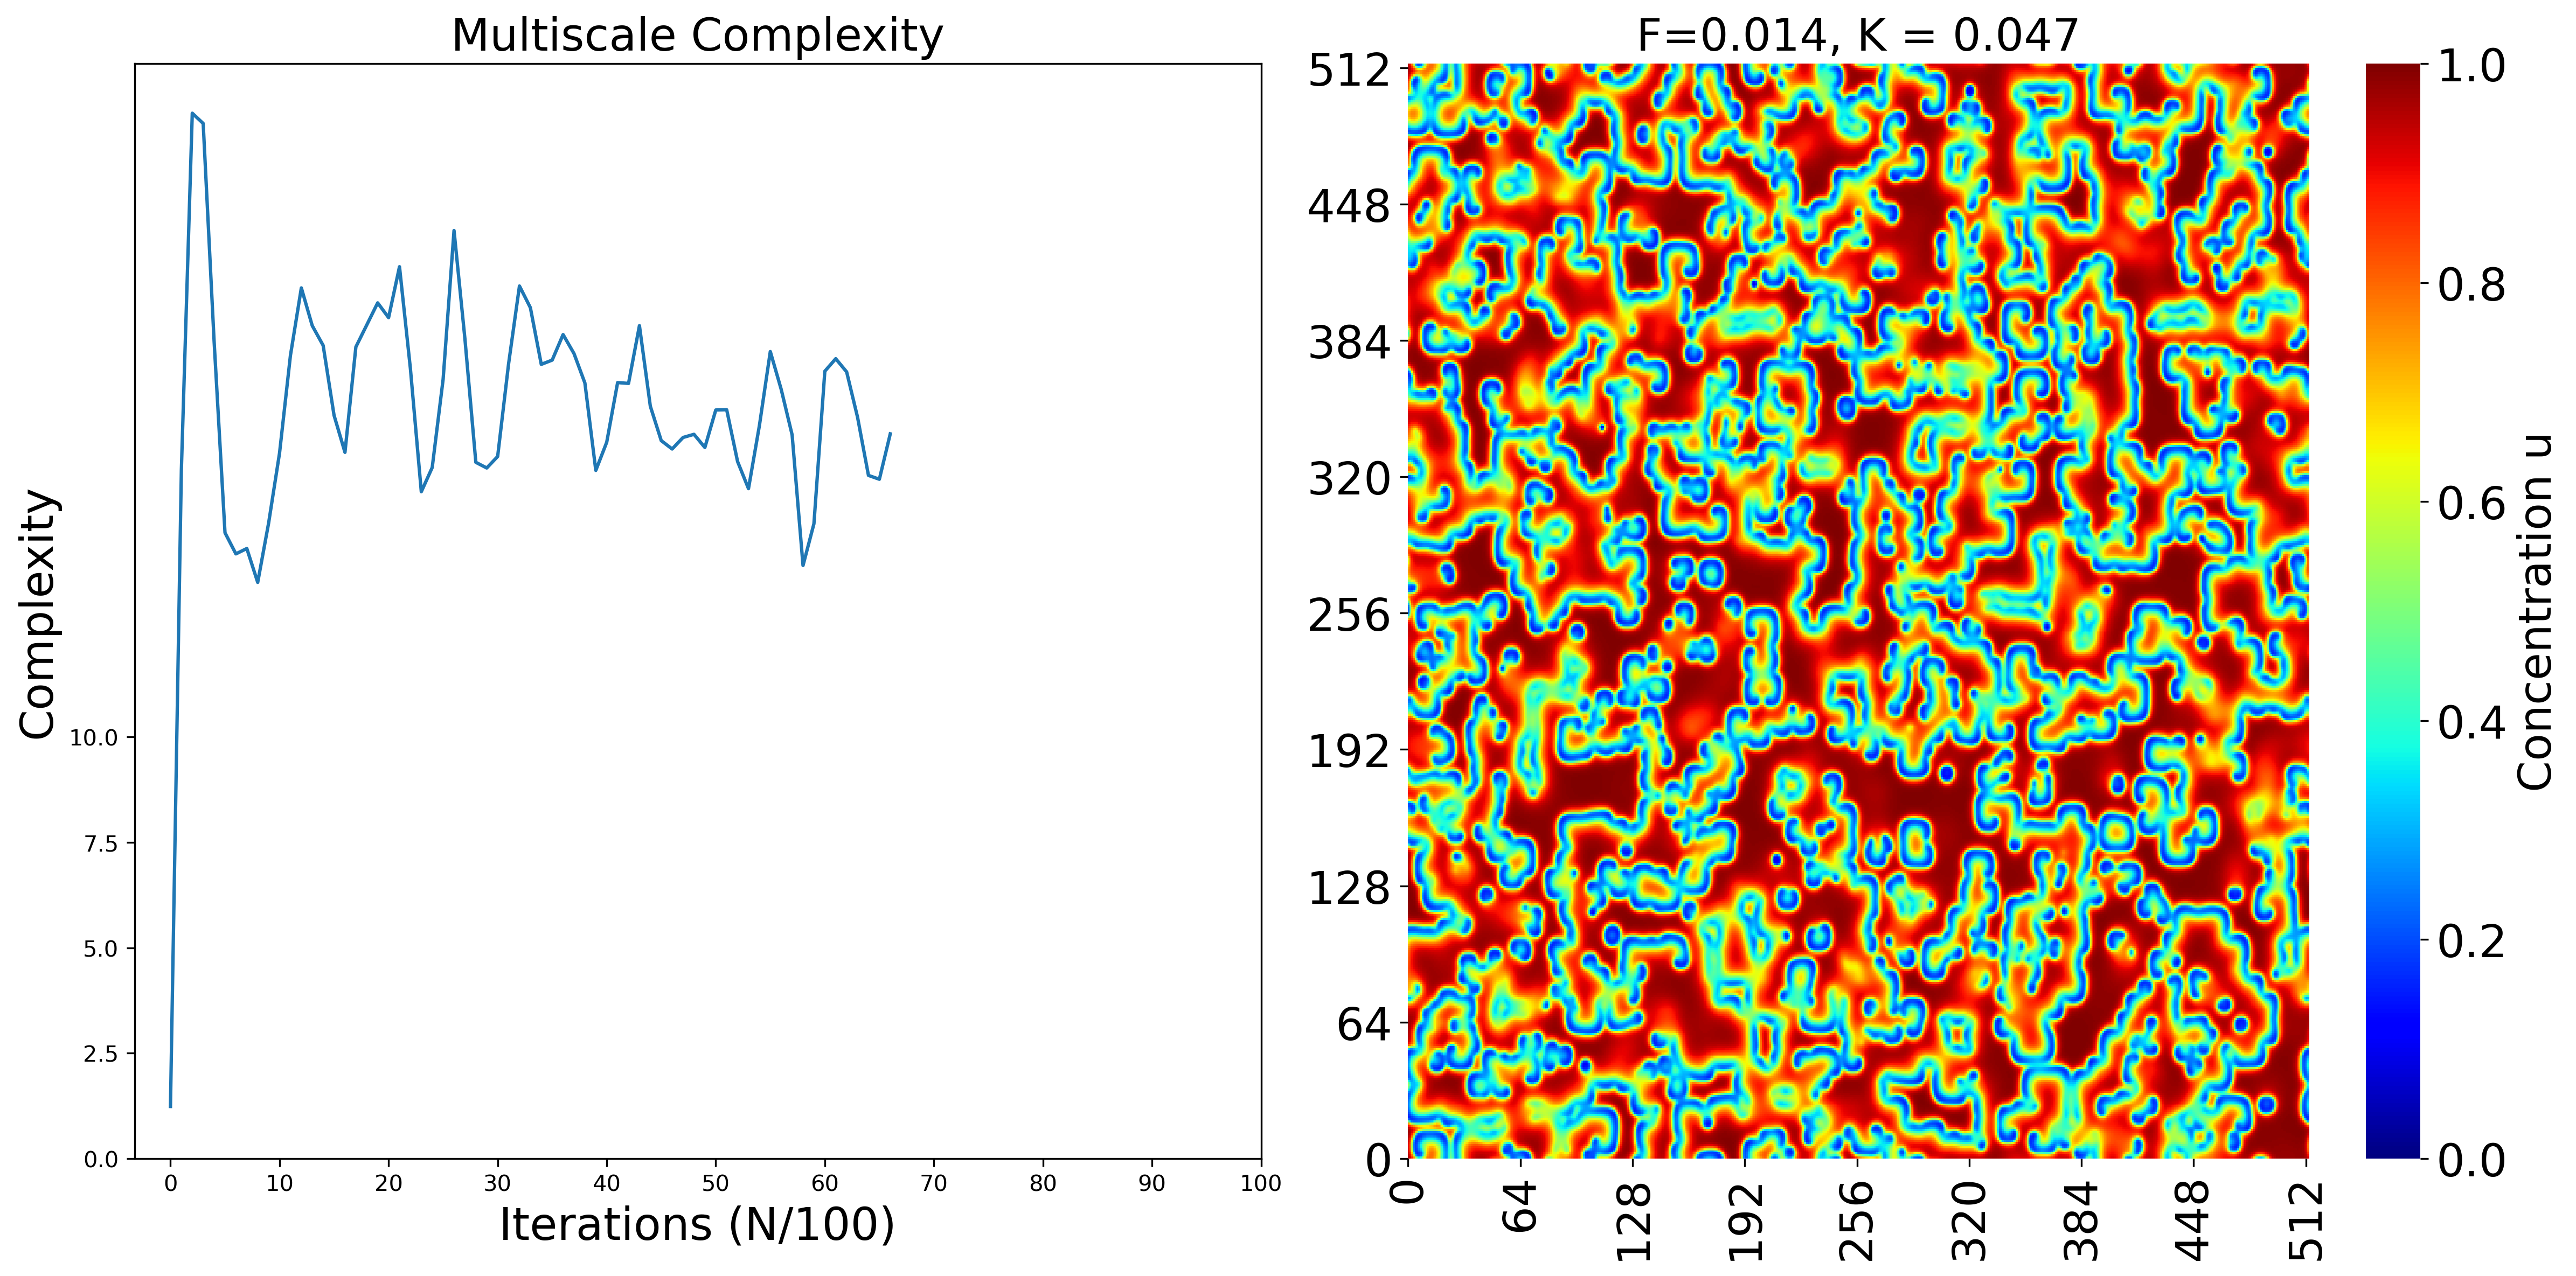 Multiscale Complexity
Complexity
10.0
7.5
5.0
2.5
0.0
0 10 20 30 40 50 60 70 80 90 100
Iterations (N/100)
F=0.014, K = 0.047
512
448
384
320
256
192
128
64
0
0 64 128 192 256 320 384 448 512
1.0
0.8
0.6
0.4
0.2
0.0
Concentration u